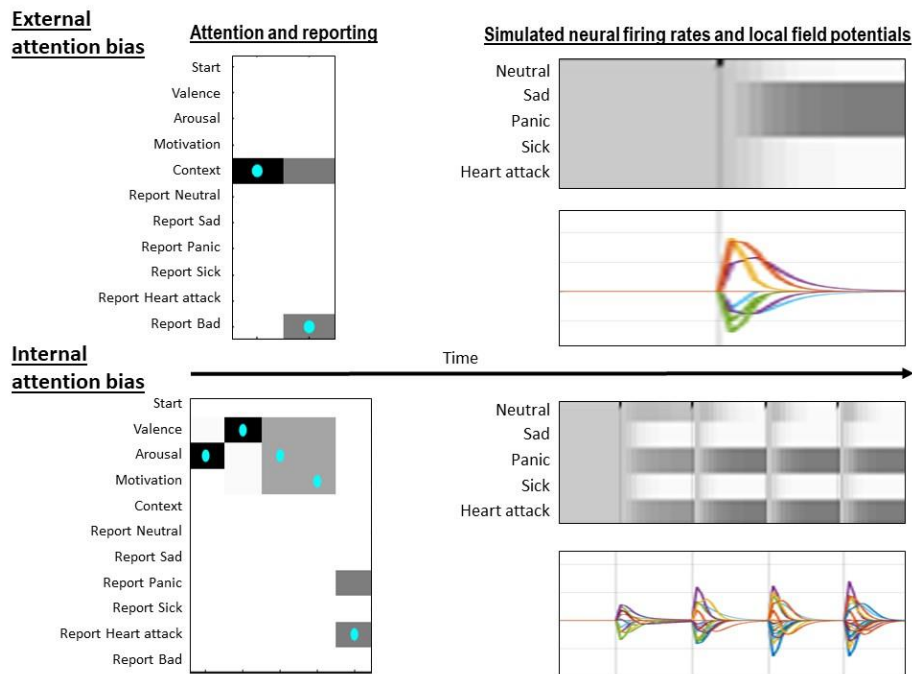 External
attention bias
Attention and reporting
Simulated neural firing rates and local field potentials
Start
Valence
Arousal
Motivation
Context
Report Neutral
Report Sad
Report Panic
Report Sick
Report Heart attack
Report Bad
Neutral
Sad
Panic
Sick
Heart attack
Time
Internal
attention bias
Start
Valence
Arousal
Motivation
Context
Report Neutral
Report Sad
Report Panic
Report Sick
Report Heart attack
Report Bad
Neutral
Sad
Panic
Sick
Heart attack